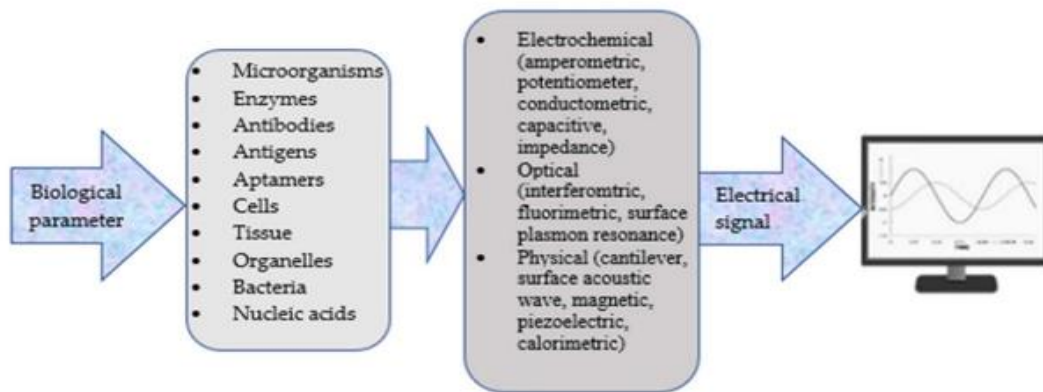 Biological
parameter
• Microorganisms
• Enzymes
• Antibodies
• Antigens
• Aptamers
• Cells
• Tissue
• Organelles
• Bacteria
• Nucleic acids
• Electrochemical
(amperometric,
potentiometer,
conductometric,
capacitive,
impedance)
• Optical
(interferomtric,
fluorimetric, surface
plasmon resonance)
• Physical (cantilever,
surface acoustic
wave, magnetic,
piezoelectric,
calorimetric)
Electrical
signal